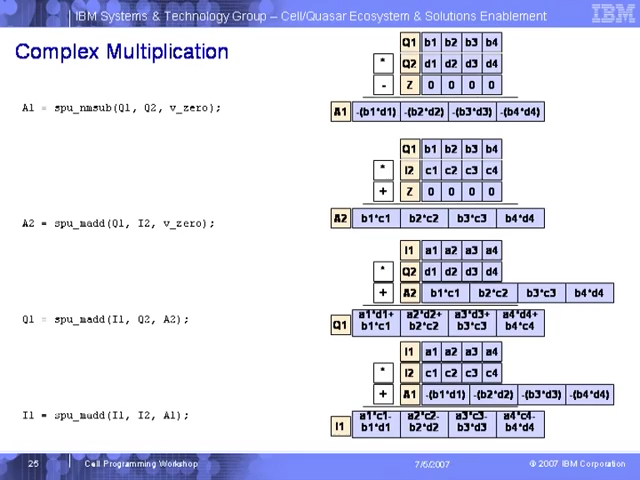 IBM Systems & Technology Group – Cell/Quasar Ecosystem & Solutions Enablement
IBM
Complex Multiplication
Q1 b1 b2 b3 b4
* Q2 d1 d2 d3 d4
- Z 0 0 0 0
A1 = spu_nmsub(Q1, Q2, v_zero);
A1 -(b1*d1) -(b2*d2) -(b3*d3) -(b4*d4)
Q1 b1 b2 b3 b4
* I2 c1 c2 c3 c4
+ Z 0 0 0 0
A2 = spu_madd(Q1, I2, v_zero);
A2 b1*c1 b2*c2 b3*c3 b4*d4
I1 a1 a2 a3 a4
* Q2 d1 d2 d3 d4
+ A2 b1*c1 b2*c2 b3*c3 b4*d4
Q1 = spu_madd(I1, Q2, A2);
Q1 a1*d1+ a2*d2+ a3*d3+ a4*d4+
b1*c1 b2*c2 b3*c3 b4*c4
I1 a1 a2 a3 a4
* I2 c1 c2 c3 c4
+ A1 -(b1*d1) -(b2*d2) -(b3*d3) -(b4*d4)
I1 = spu_madd(I1, I2, A1);
I1 a1*c1- a2*c2- a3*c3- a4*c4-
b1*d1 b2*d2 b3*d3 b4*d4
25 Cell Programming Workshop 7/5/2007 © 2007 IBM Corporation